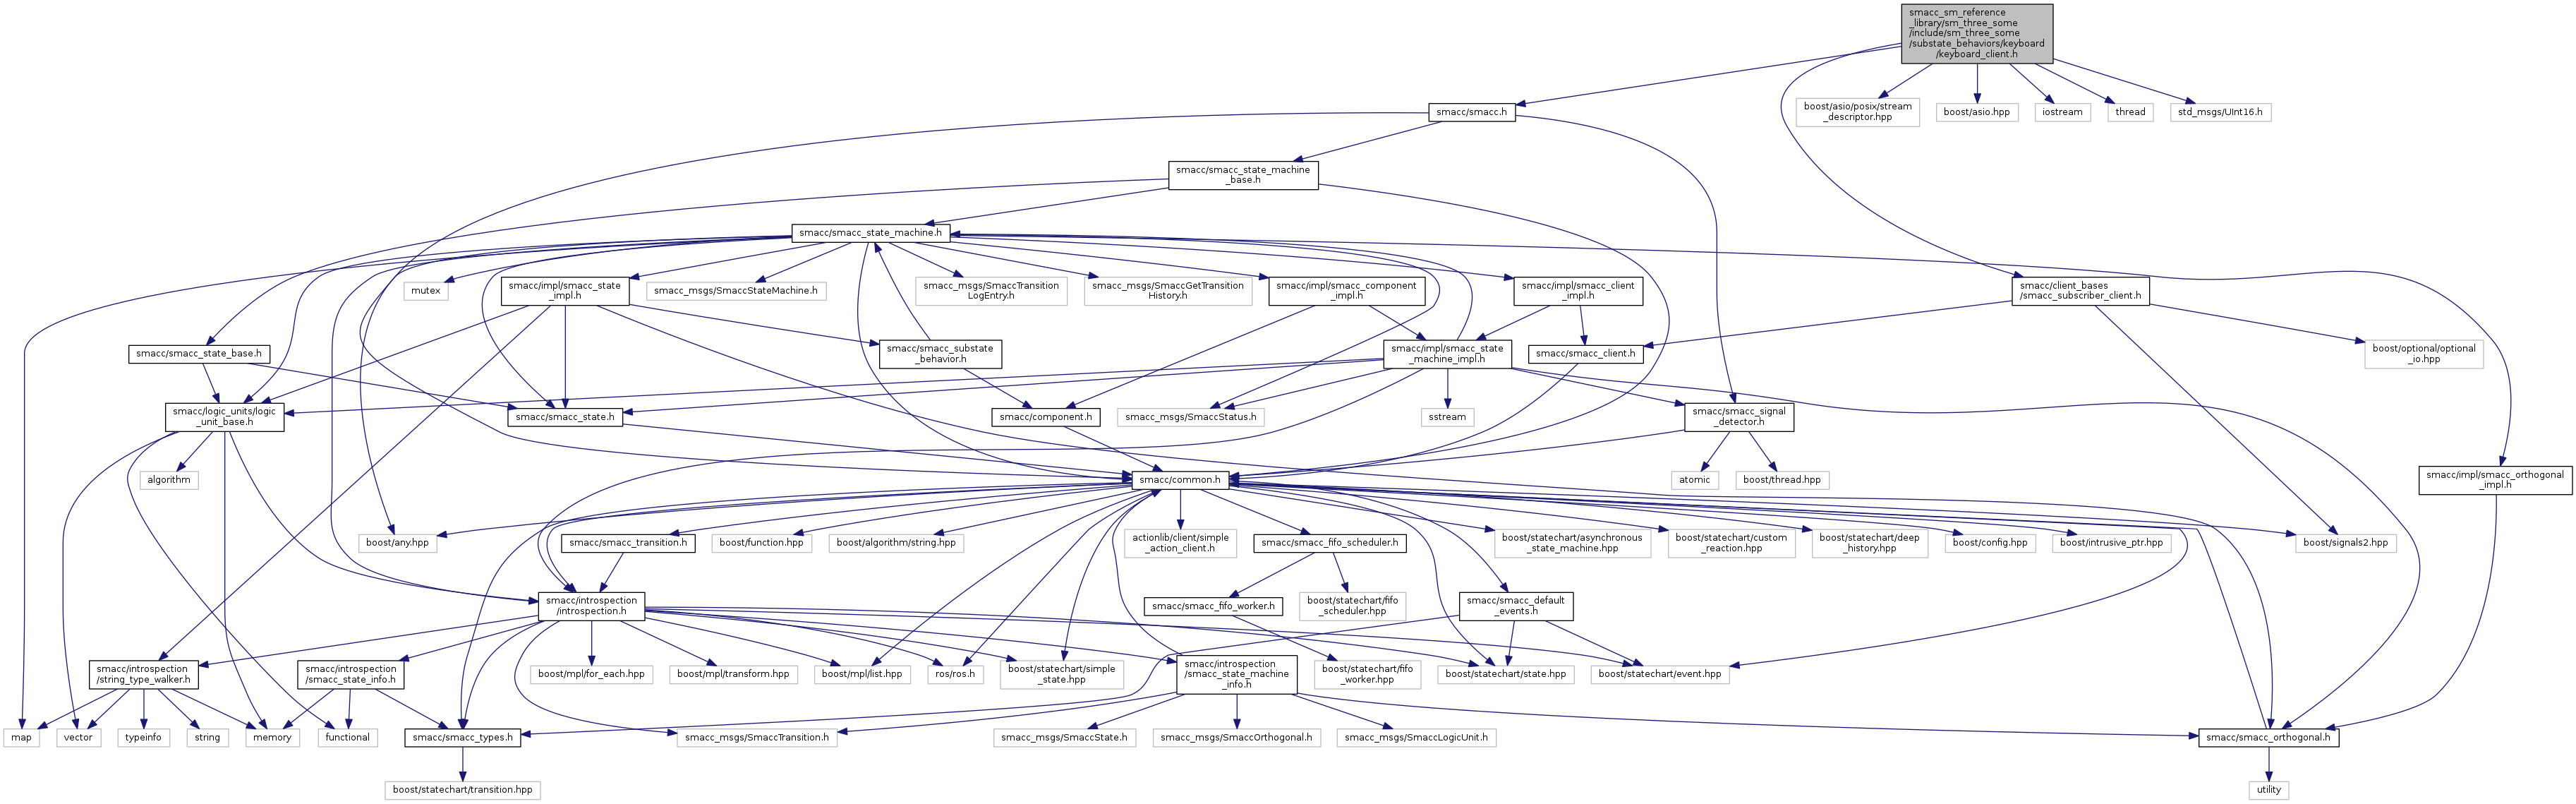 smacc_sm_reference
_library/sm_three_some
/include/sm_three_some
/substate_behaviors/keyboard
/keyboard_client.h
smacc/smacc.h
boost/asio/posix/stream
_descriptor.hpp
boost/asio.hpp
iostream
thread
std_msgs/UInt16.h
smacc/smacc_state_machine
_base.h
smacc/smacc_state_machine.h
mutex
smacc/impl/smacc_state
_impl.h
smacc_msgs/SmaccStateMachine.h
smacc_msgs/SmaccTransition
LogEntry.h
smacc_msgs/SmaccGetTransition
History.h
smacc/impl/smacc_component
_impl.h
smacc/impl/smacc_client
_impl.h
smacc/client_bases
/smacc_subscriber_client.h
smacc/smacc_state_base.h
smacc/smacc_substate
_behavior.h
smacc/impl/smacc_state
_machine_impl.h
smacc/smacc_client.h
boost/optional/optional
_io.hpp
smacc/logic_units/logic
_unit_base.h
smacc/smacc_state.h
smacc/component.h
smacc_msgs/SmaccStatus.h
sstream
smacc/smacc_signal
_detector.h
algorithm
smacc/common.h
atomic
boost/thread.hpp
smacc/impl/smacc_orthogonal
_impl.h
boost/any.hpp
smacc/smacc_transition.h
boost/function.hpp
boost/algorithm/string.hpp
actionlib/client/simple
_action_client.h
smacc/smacc_fifo_scheduler.h
boost/statechart/asynchronous
_state_machine.hpp
boost/statechart/custom
_reaction.hpp
boost/statechart/deep
_history.hpp
boost/config.hpp
boost/intrusive_ptr.hpp
boost/signals2.hpp
smacc/introspection
/introspection.h
smacc/smacc_fifo_worker.h
boost/statechart/fifo
_scheduler.hpp
smacc/smacc_default
_events.h
smacc/introspection
/string_type_walker.h
smacc/introspection
/smacc_state_info.h
boost/mpl/for_each.hpp
boost/mpl/transform.hpp
boost/mpl/list.hpp
ros/ros.h
boost/statechart/simple
_state.hpp
smacc/introspection
/smacc_state_machine
_info.h
boost/statechart/fifo
_worker.hpp
boost/statechart/state.hpp
boost/statechart/event.hpp
map
vector
typeinfo
string
memory
functional
smacc/smacc_types.h
smacc_msgs/SmaccTransition.h
smacc_msgs/SmaccState.h
smacc_msgs/SmaccOrthogonal.h
smacc_msgs/SmaccLogicUnit.h
smacc/smacc_orthogonal.h
boost/statechart/transition.hpp
utility